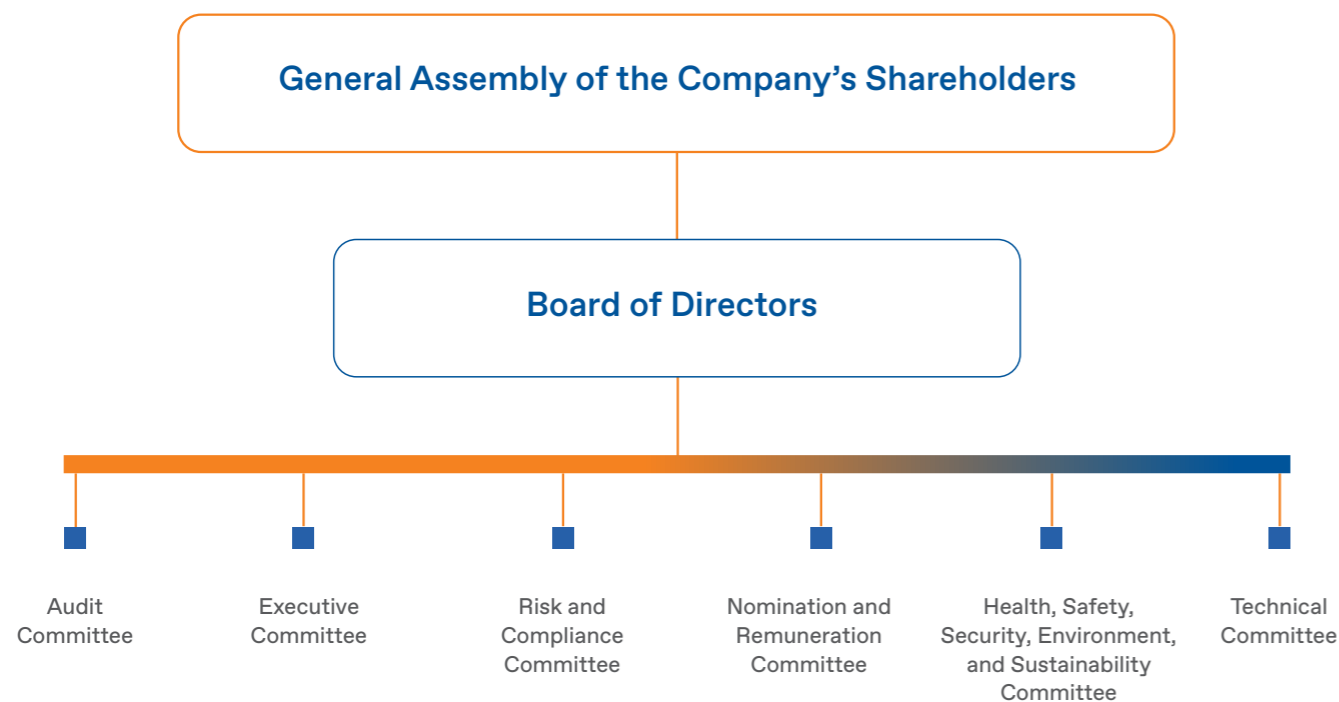 General Assembly of the Company’s Shareholders
Board of Directors
Audit
Committee
Executive
Committee
Risk and
Compliance
Committee
Nomination and
Remuneration
Committee
Health, Safety,
Security, Environment,
and Sustainability
Committee
Technical
Committee